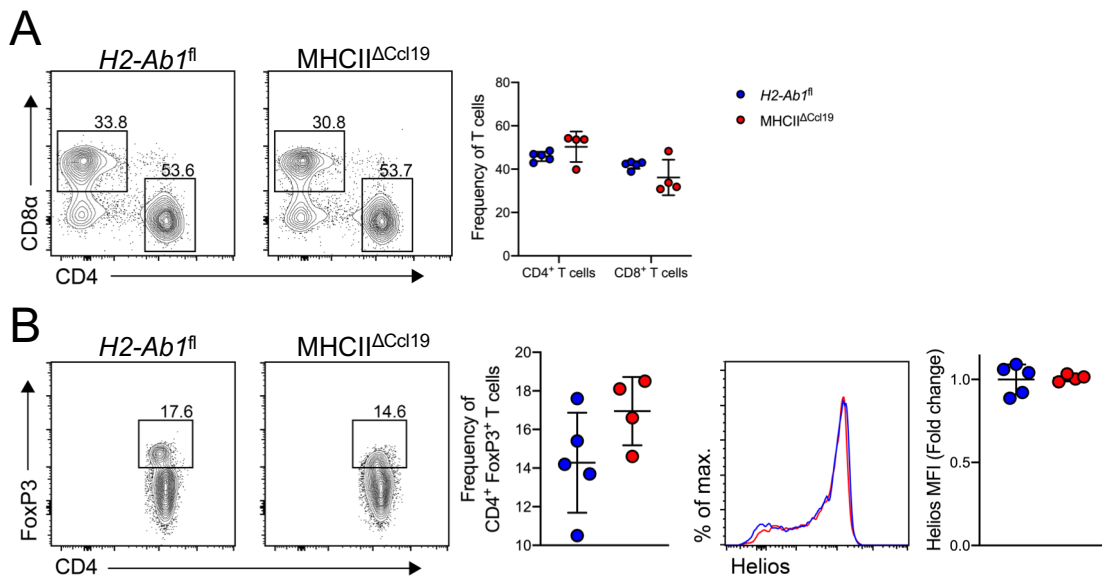 A
H2-Ab1fl
MHCIIΔCcl19
33.8
53.6
30.8
53.7
CD8α
CD4
Frequency of T cells
80
60
40
20
0
CD4+ T cells
CD8+ T cells
H2-Ab1fl
MHCIIΔCcl19
B
H2-Ab1fl
MHCIIΔCcl19
17.6
14.6
FoxP3
CD4
Frequency of
CD4+ FoxP3+ T cells
20
18
16
14
12
10
% of max.
Helios
Helios MFI (Fold change)
1.0
0.5
0.0